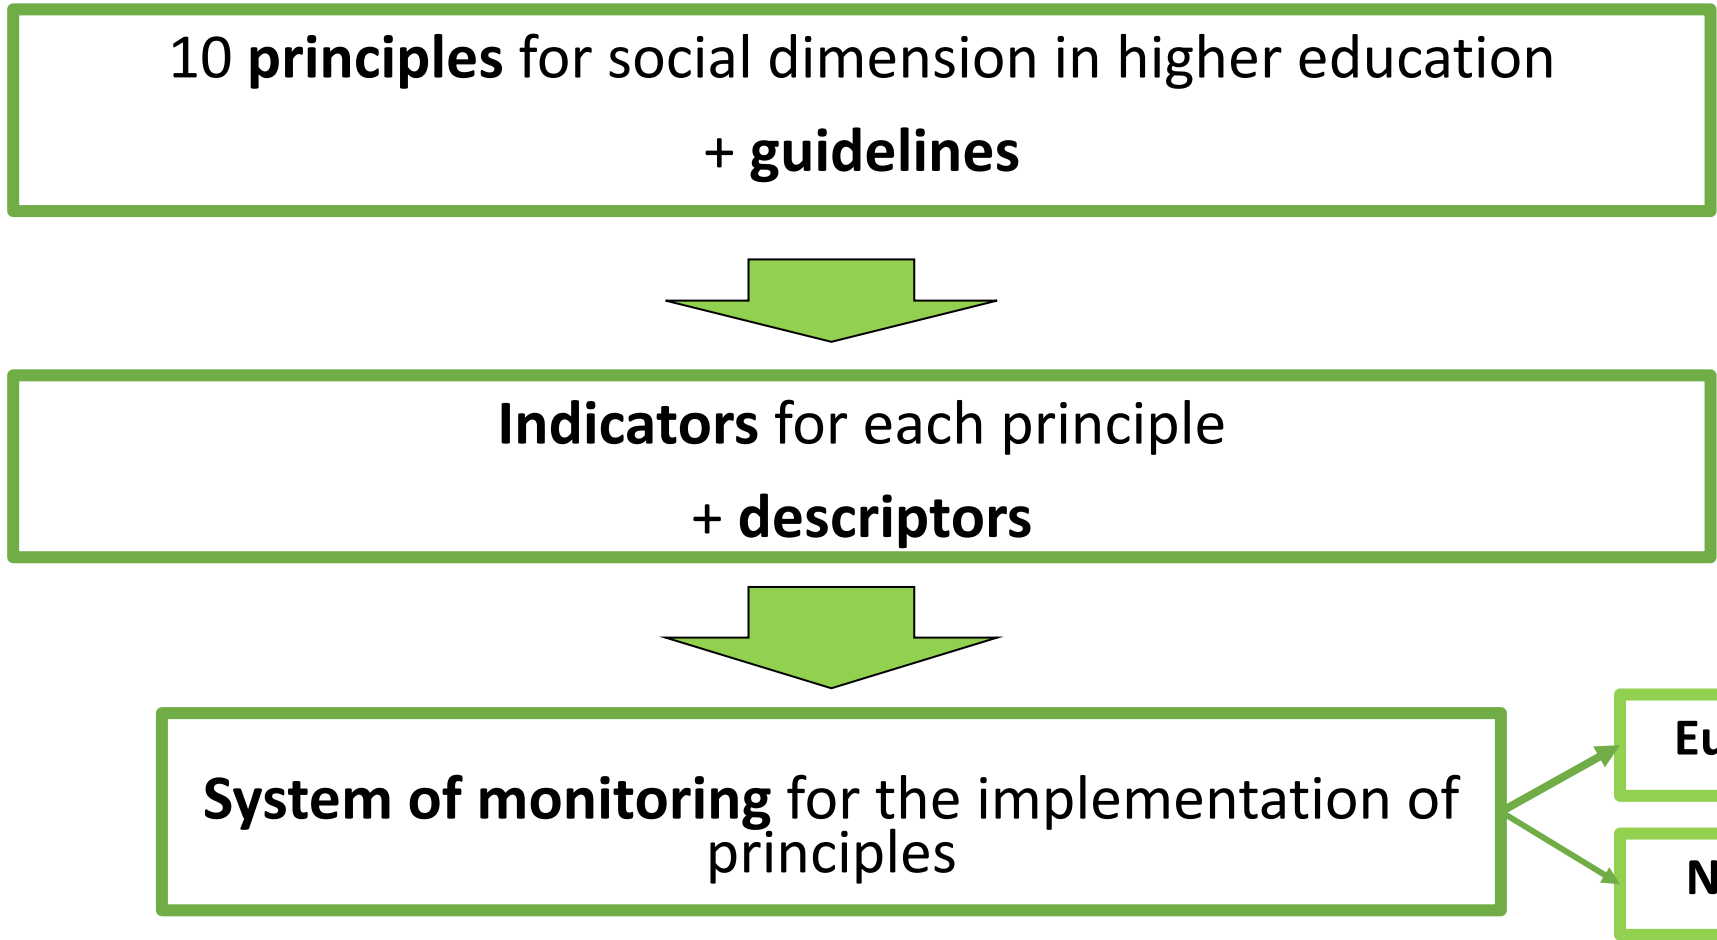 10 principles for social dimension in higher education
+ guidelines
Indicators for each principle
+ descriptors
System of monitoring for the implementation of
principles
Eu
N